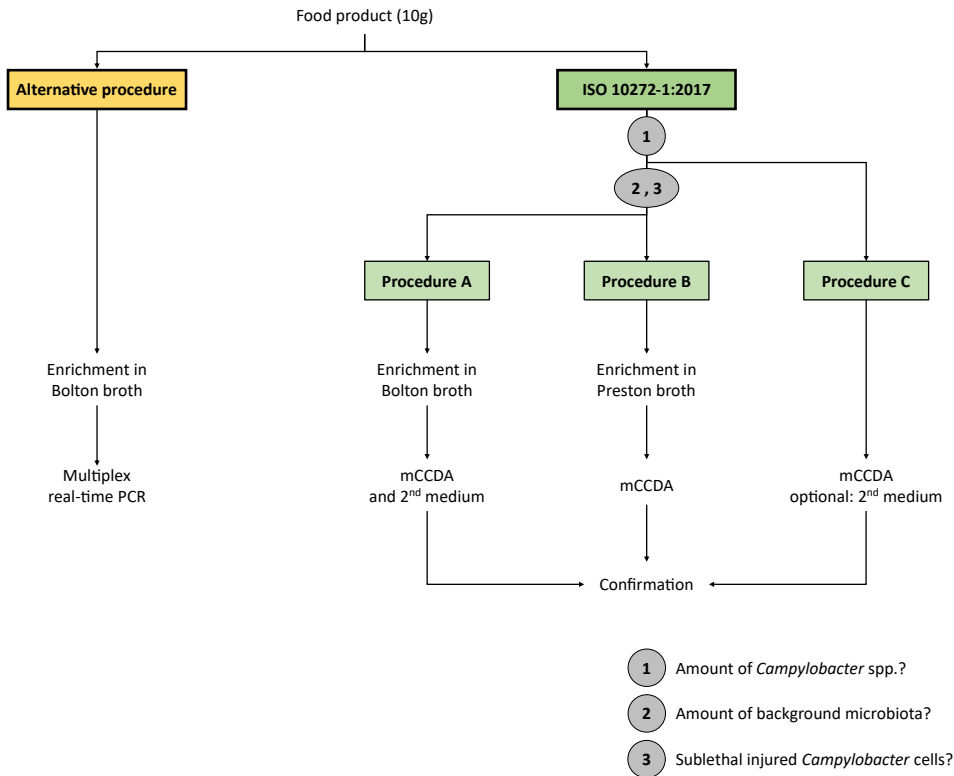 Food product (10g)
Alternative procedure
ISO 10272-1:2017
1
2 , 3
Procedure A
Procedure B
Procedure C
Enrichment in
Bolton broth
Enrichment in
Bolton broth
Enrichment in
Preston broth
Multiplex
real-time PCR
mCCDA
and 2nd medium
mCCDA
mCCDA
optional: 2nd medium
Confirmation
1 Amount of Campylobacter spp.?
2 Amount of background microbiota?
3 Sublethal injured Campylobacter cells?